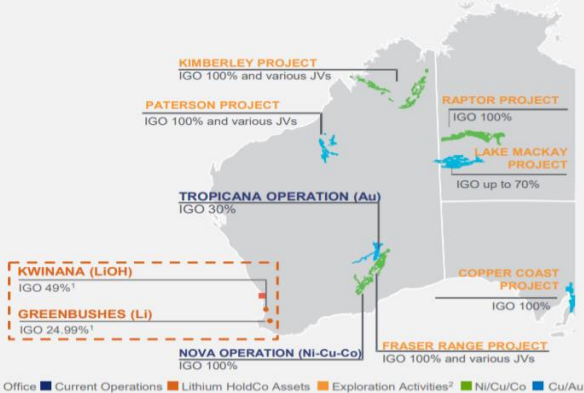 KIMBERLEY PROJECT
IGO 100% and various JVs
PATERSON PROJECT
IGO 100% and various JVs
RAPTOR PROJECT
IGO 100%
LAKE MACKAY
PROJECT
IGO up to 70%
TROPICANA OPERATION (Au)
IGO 30%
KWINANA (LiOH)
IGO 49%¹
GREENBUSHES (Li)
IGO 24.99%¹
COPPER COAST
PROJECT
IGO 100%
NOVA OPERATION (Ni-Cu-Co)
IGO 100%
FRASER RANGE PROJECT
IGO 100% and various JVs
Office Current Operations Lithium HoldCo Assets Exploration Activities² Ni/Cu/Co Cu/Au